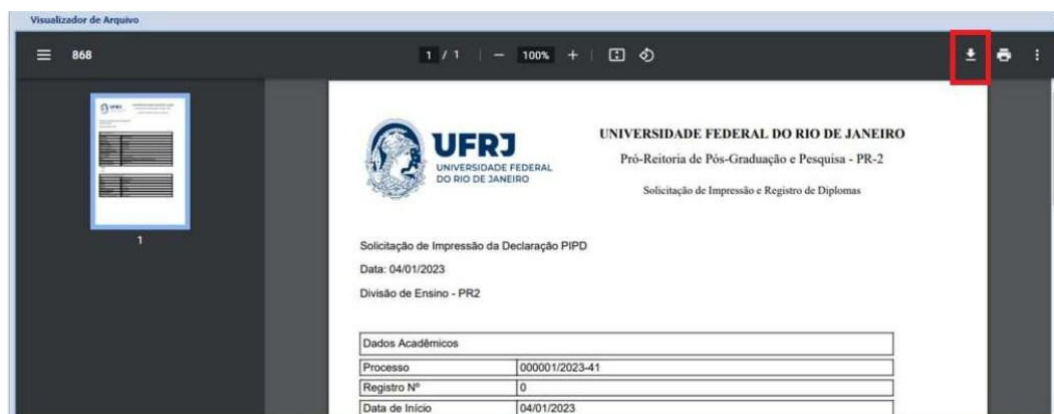 Visualizador de Arquivo
868
1 / 1
100%
1
UFRJ
UNIVERSIDADE FEDERAL
DO RIO DE JANEIRO
UNIVERSIDADE FEDERAL DO RIO DE JANEIRO
Pró-Reitoria de Pós-Graduação e Pesquisa - PR-2
Solicitação de Impressão e Registro de Diplomas
Solicitação de Impressão da Declaração PIPD
Data: 04/01/2023
Divisão de Ensino - PR2
Dados Acadêmicos
Processo 000001/2023-41
Registro Nº 0
Data de Início 04/01/2023